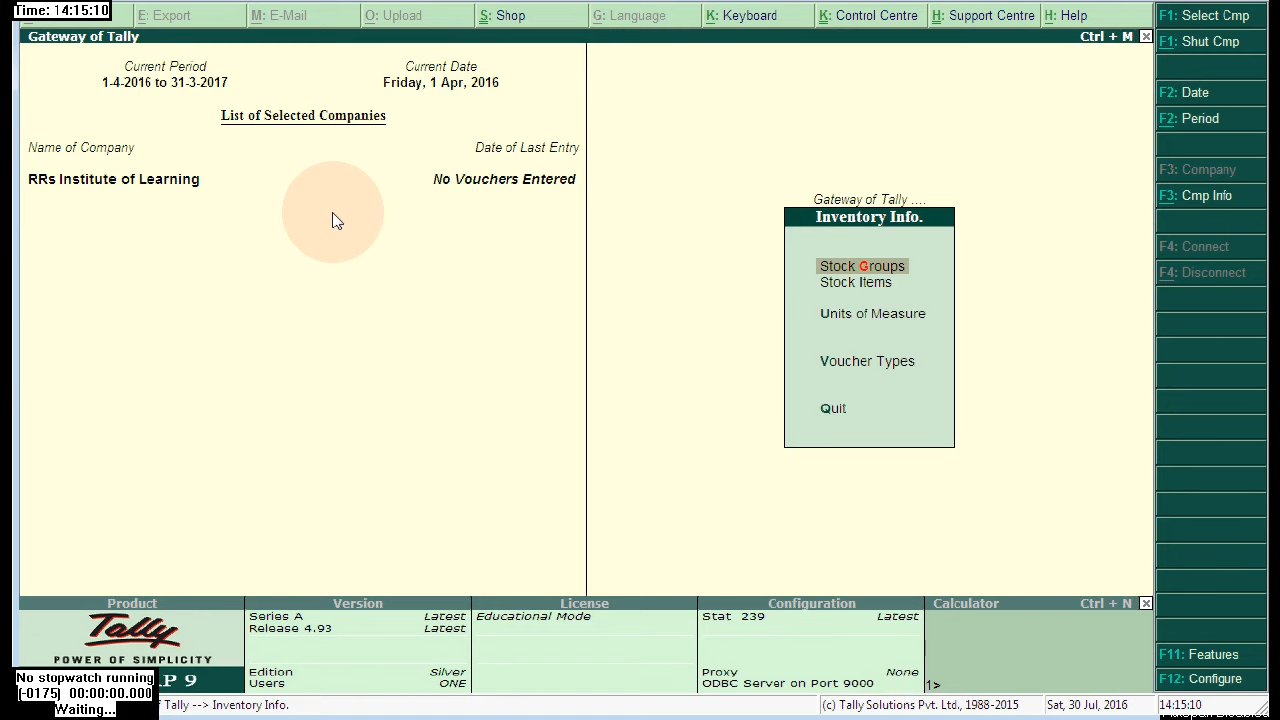 Time: 14:15:10
E: Export
M: E-Mail
O: Upload
S: Shop
G: Language
K: Keyboard
K: Control Centre
H: Support Centre
H: Help
F1: Select Cmp
Gateway of Tally
Ctrl + M
F1: Shut Cmp
Current Period
Current Date
1-4-2016 to 31-3-2017
Friday, 1 Apr, 2016
F2: Date
List of Selected Companies
F2: Period
Name of Company
Date of Last Entry
F3: Company
RRs Institute of Learning
No Vouchers Entered
F3: Cmp Info
Gateway of Tally ....
Inventory Info.
F4: Connect
Stock Groups
F4: Disconnect
Stock Items
Units of Measure
Voucher Types
Quit
Product
Version
License
Configuration
Calculator
Ctrl + N
Series A
Latest
Educational Mode
Stat 239
Latest
Release 4.93
Latest
Tally
POWER OF SIMPLICITY
F11: Features
Edition
Silver
Proxy
None
F12: Configure
Users
ONE
ODBC Server on Port 9000
1>
No stopwatch running
[-0175] 00:00:00.000
Waiting...
P 9
f Tally --> Inventory Info.
(c) Tally Solutions Pvt. Ltd., 1988-2015
Sat, 30 Jul, 2016
14:15:10